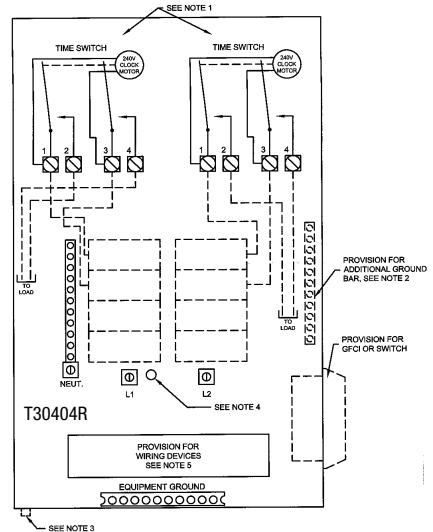 SEE NOTE 1
TIME SWITCH
TIME SWITCH
240V
CLOCK
MOTOR
240V
CLOCK
MOTOR
1 2 3 4
1 2 3 4
TO
LOAD
TO
LOAD
PROVISION FOR
ADDITIONAL GROUND
BAR, SEE NOTE 2
PROVISION FOR
GFCI OR SWITCH
NEUT.
L1
L2
SEE NOTE 4
T30404R
PROVISION FOR
WIRING DEVICES
SEE NOTE 5
EQUIPMENT GROUND
SEE NOTE 3